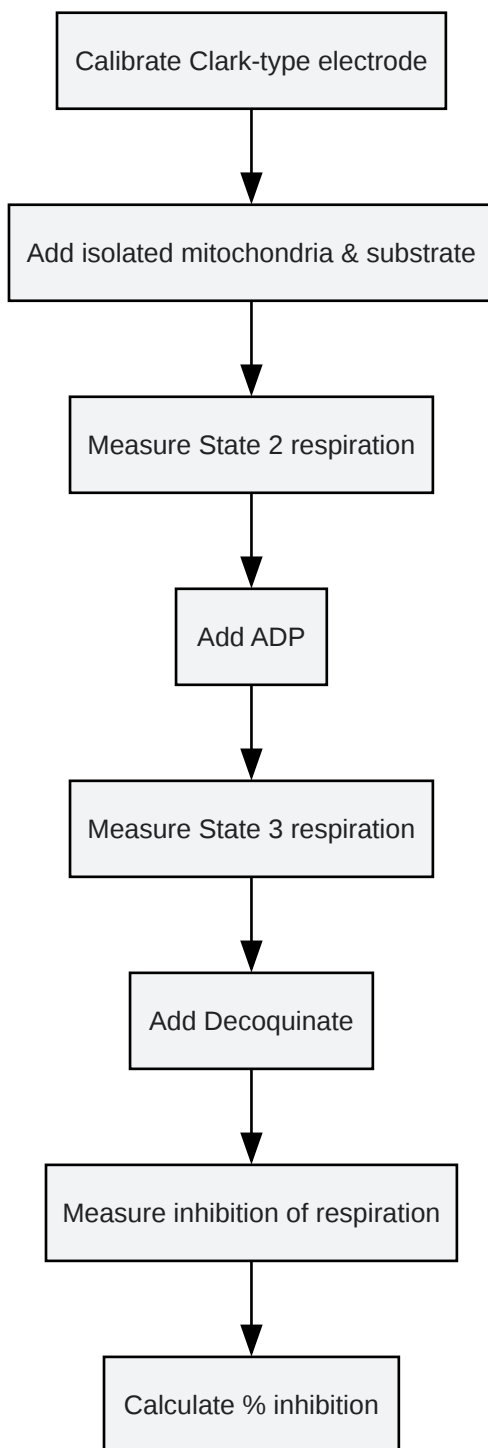 Calibrate Clark-type electrode
Add isolated mitochondria & substrate
Measure State 2 respiration
Add ADP
Measure State 3 respiration
Add Decoquinate
Measure inhibition of respiration
Calculate % inhibition